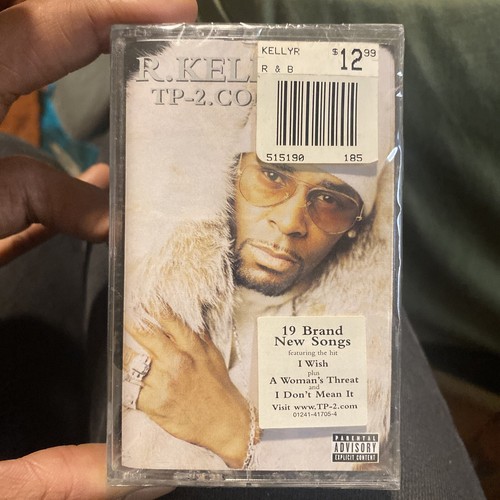 R.KELL
TP-2.CO
KELLYR
$12.99
R & B
515190 185
19 Brand
New Songs
featuring the hit
I Wish
plus
A Woman's Threat
and
I Don't Mean It
Visit www.TP-2.com
01241-41705-4
PARENTAL
ADVISORY
EXPLICIT CONTENT